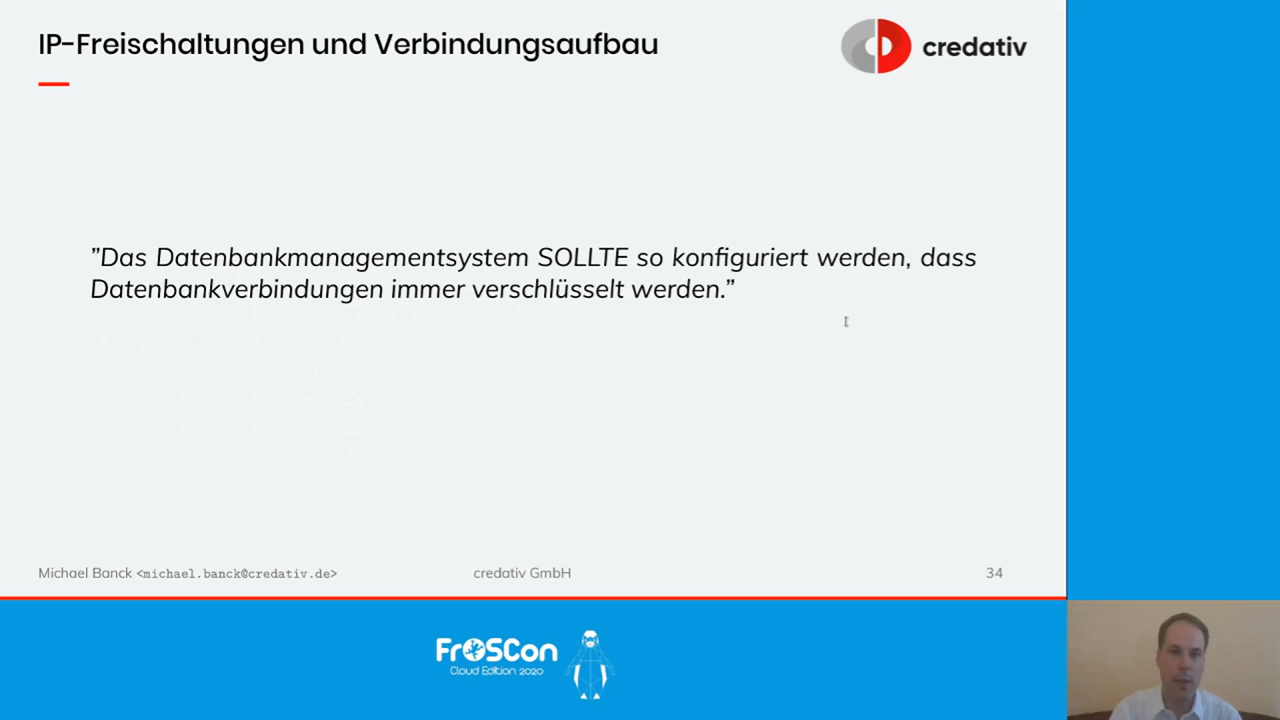 IP-Freischaltungen und Verbindungsaufbau
credativ
”Das Datenbankmanagementsystem SOLLTE so konfiguriert werden, dass
Datenbankverbindungen immer verschlüsselt werden.”
Michael Banck <michael.banck@credativ.de>
credativ GmbH
34
FrOSCon
Cloud Edition 2020